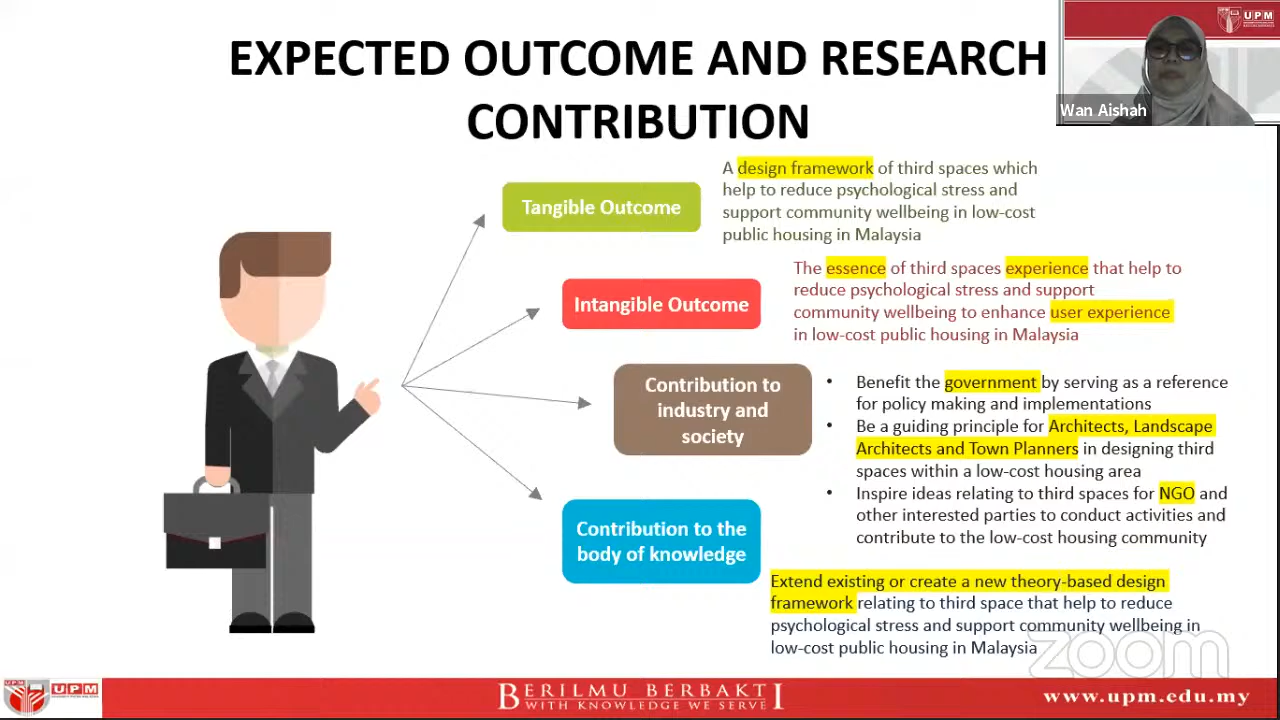 EXPECTED OUTCOME AND RESEARCH
CONTRIBUTION
UPM
Wan Aishah
Tangible Outcome
A design framework of third spaces which
help to reduce psychological stress and
support community wellbeing in low-cost
public housing in Malaysia
Intangible Outcome
The essence of third spaces experience that help to
reduce psychological stress and support
community wellbeing to enhance user experience
in low-cost public housing in Malaysia
Contribution to
industry and
society
• Benefit the government by serving as a reference
for policy making and implementations
• Be a guiding principle for Architects, Landscape
Architects and Town Planners in designing third
spaces within a low-cost housing area
• Inspire ideas relating to third spaces for NGO and
other interested parties to conduct activities and
contribute to the low-cost housing community
Contribution to the
body of knowledge
Extend existing or create a new theory-based design
framework relating to third space that help to reduce
psychological stress and support community wellbeing in
low-cost public housing in Malaysia
zoom
UPM
BERILMU BERBAKTI
WITH KNOWLEDGE WE SERVE
www.upm.edu.my